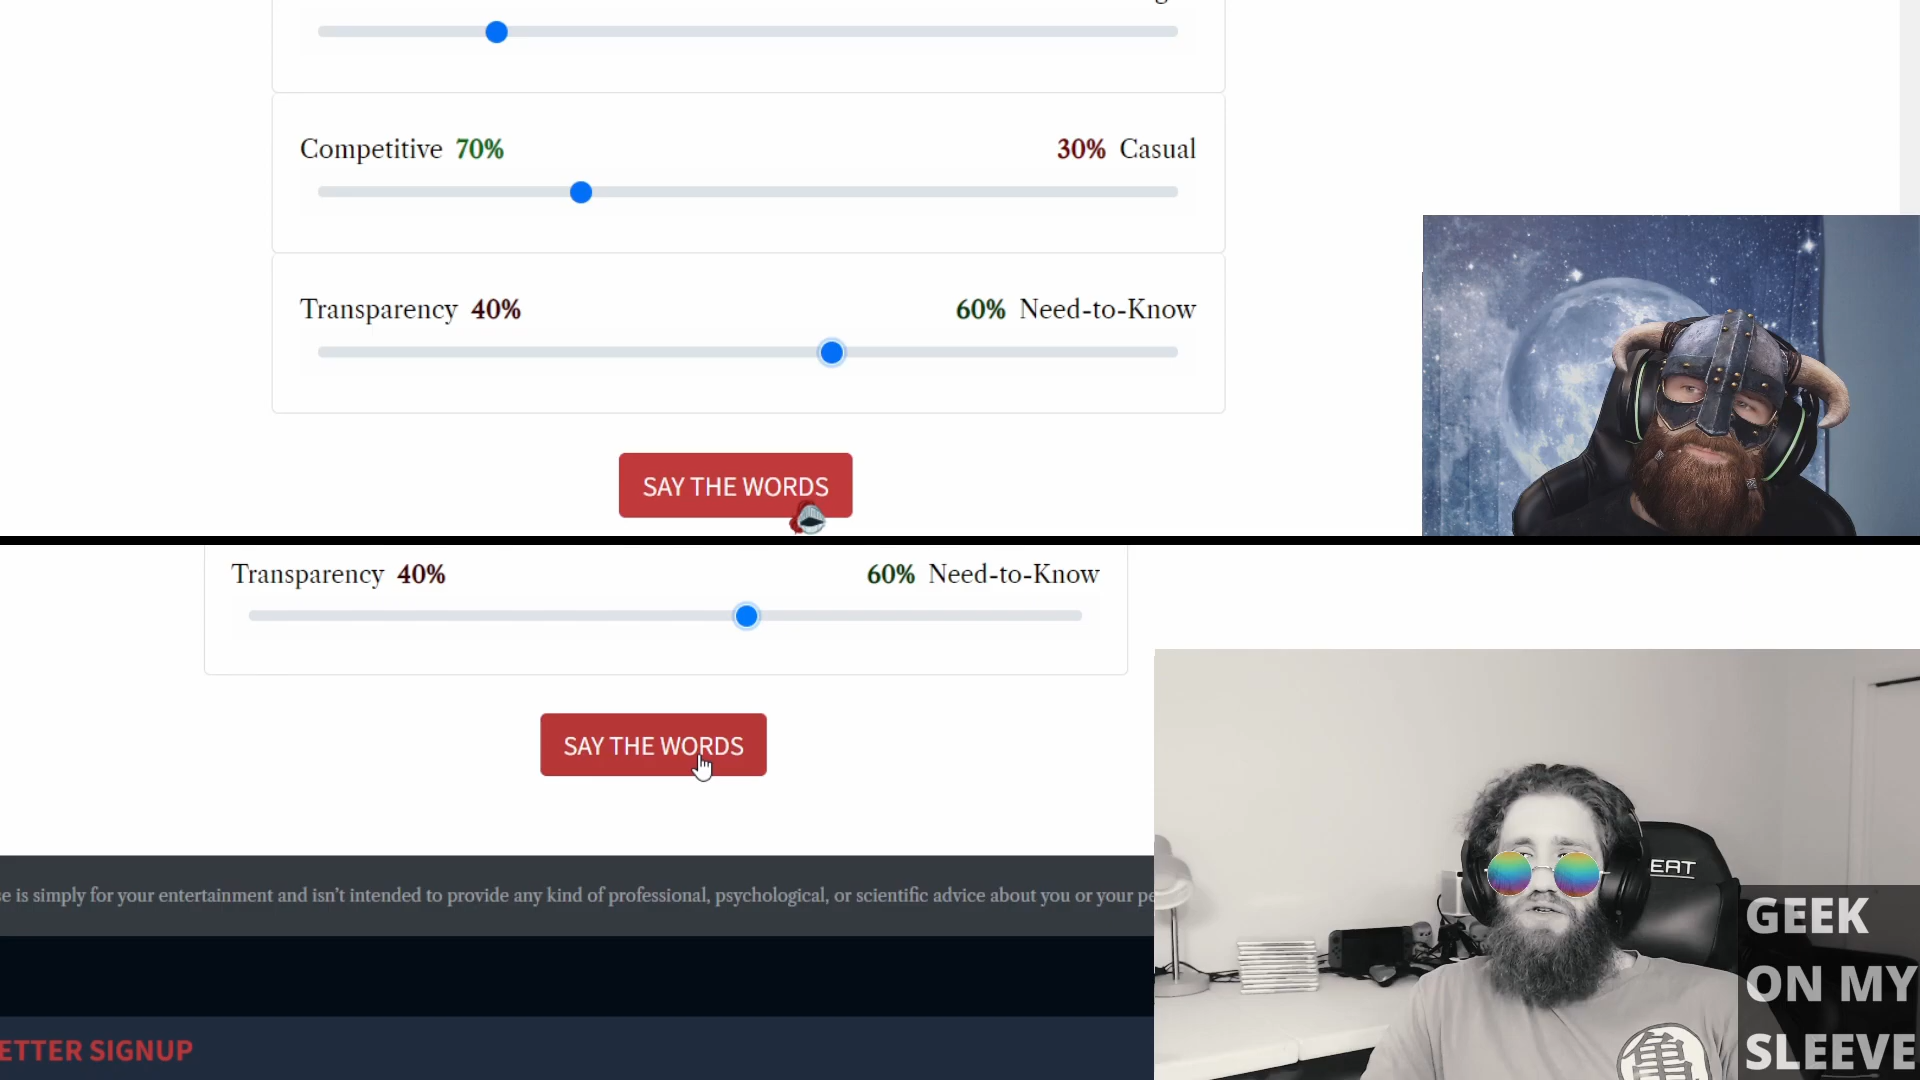 Competitive 70% 30% Casual
Transparency 40% 60% Need-to-Know
SAY THE WORDS
Transparency 40% 60% Need-to-Know
SAY THE WORDS
is simply for your entertainment and isn't intended to provide any kind of professional, psychological, or scientific advice about you or your
EAT
GEEK
ON MY
SLEEVE
亀
ETTER SIGNUP